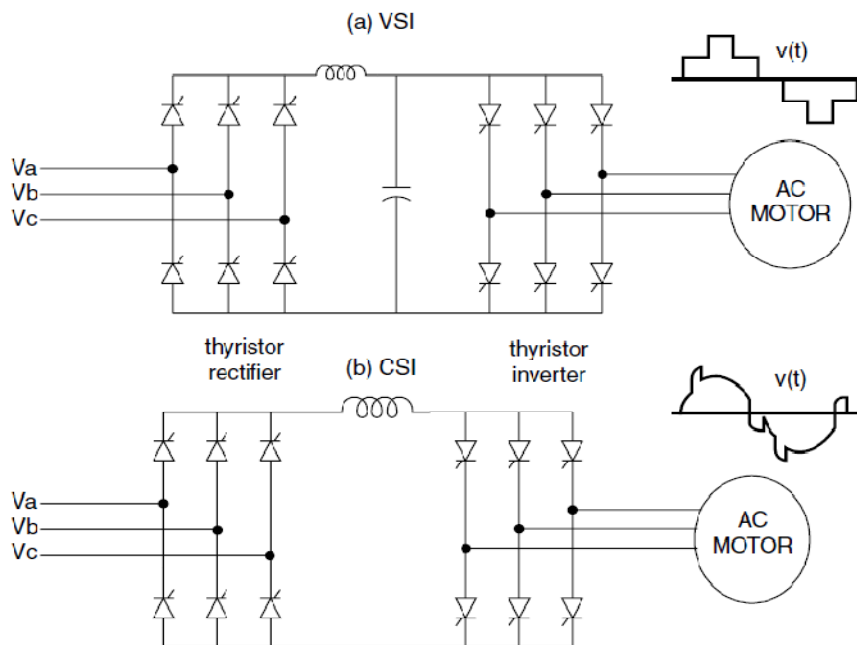 (a) VSI
v(t)
Va
Vb
Vc
AC
MOTOR
thyristor
rectifier
(b) CSI
thyristor
inverter
v(t)
Va
Vb
Vc
AC
MOTOR